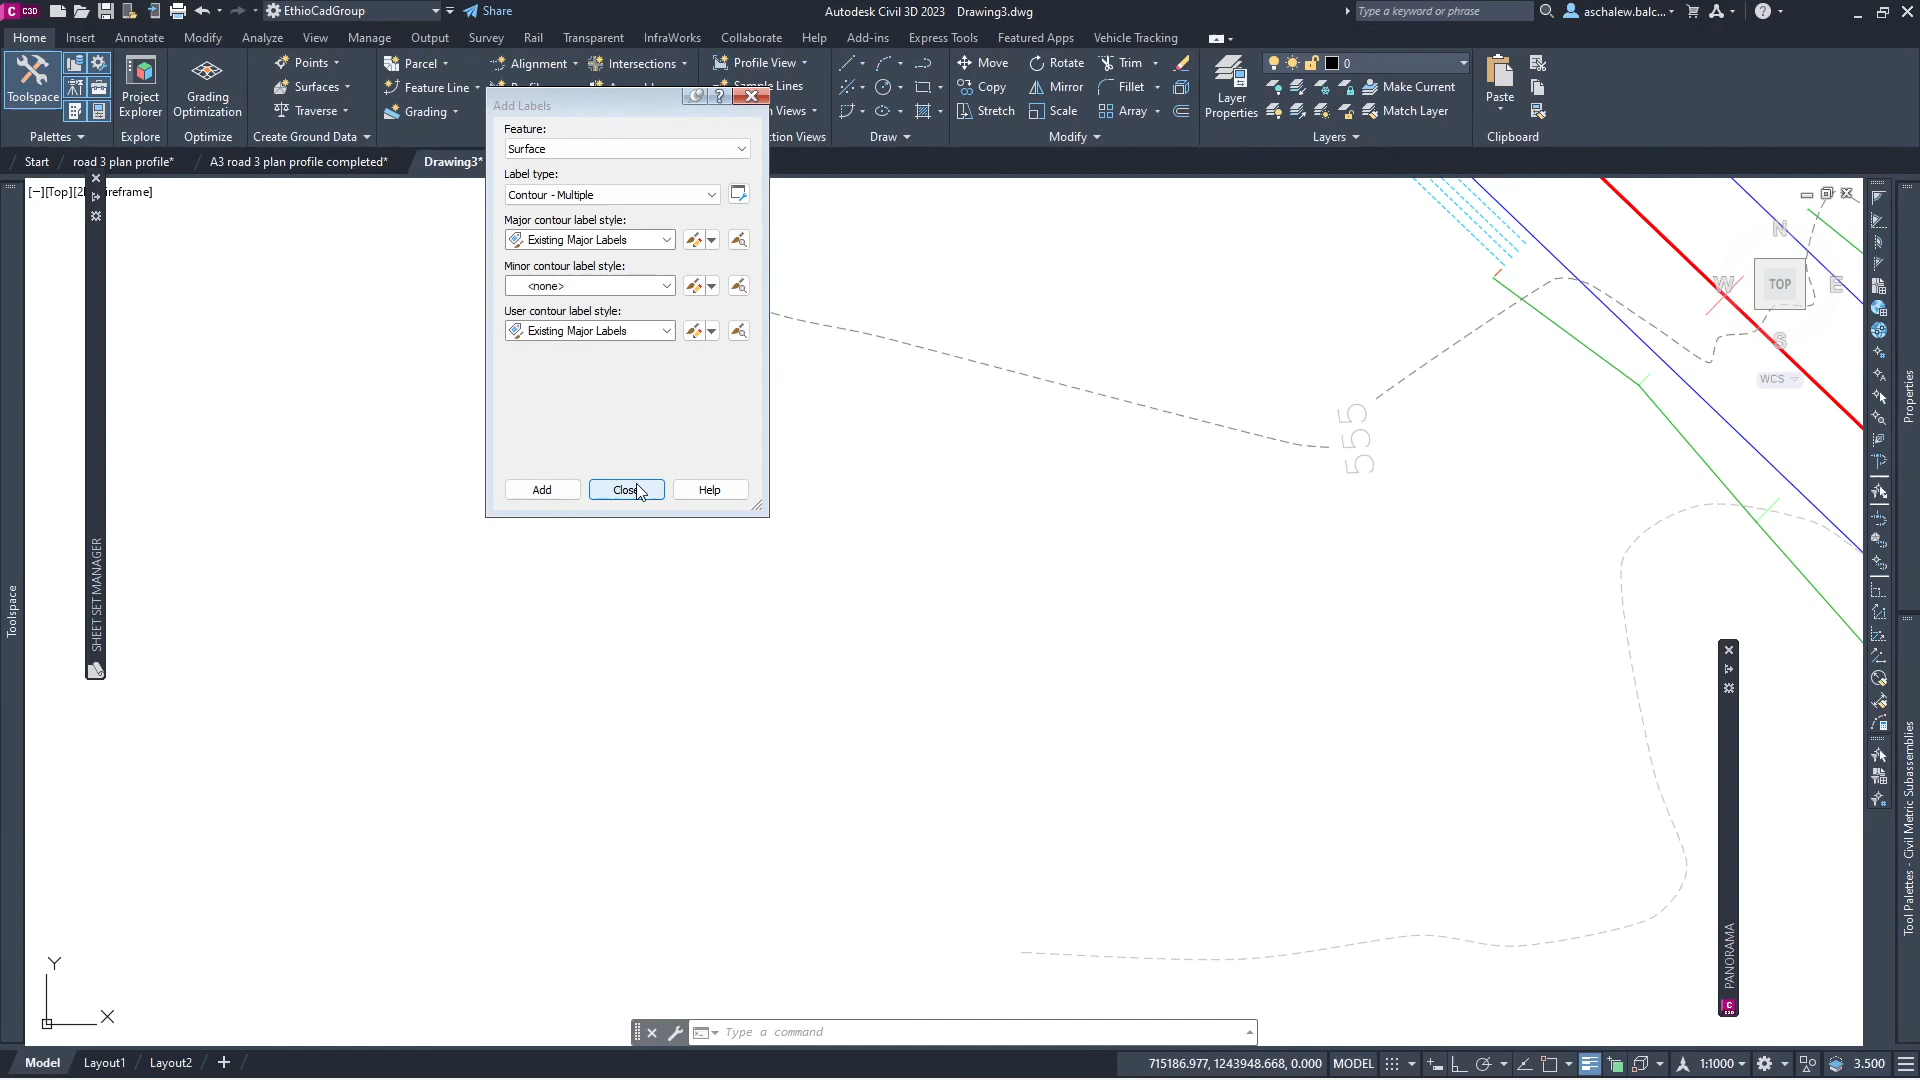 C3D EthioCadGroup Share Autodesk Civil 3D 2023 Drawing3.dwg Type a keyword or phrase aschalew.balc...
Home Insert Annotate Modify Analyze View Manage Output Survey Rail Transparent InfraWorks Collaborate Help Add-ins Express Tools Featured Apps Vehicle Tracking
Toolspace
Project Explorer
Grading Optimization
Points
Surfaces
Traverse
Parcel
Feature Line
Grading
Alignment
Intersections
Profile View
Sample Lines
Move Rotate Trim
Copy Mirror Fillet
Stretch Scale Array
Layer Properties
0
Make Current
Match Layer
Paste
Palettes Explore Optimize Create Ground Data Draw Modify Layers Clipboard
Start road 3 plan profile* A3 road 3 plan profile completed* Drawing3*
[−][Top][2
ireframe]
Add Labels
Feature:
Surface
Label type:
Contour - Multiple
Major contour label style:
Existing Major Labels
Minor contour label style:
<none>
User contour label style:
Existing Major Labels
Add Close Help
555
N
W TOP E
S
WCS
Toolspace
SHEET SET MANAGER
PANORAMA
Properties
Tool Palettes - Civil Metric Subassemblies
Y
X
Type a command
Model Layout1 Layout2 715186.977, 1243948.668, 0.000 MODEL 1:1000 3.500